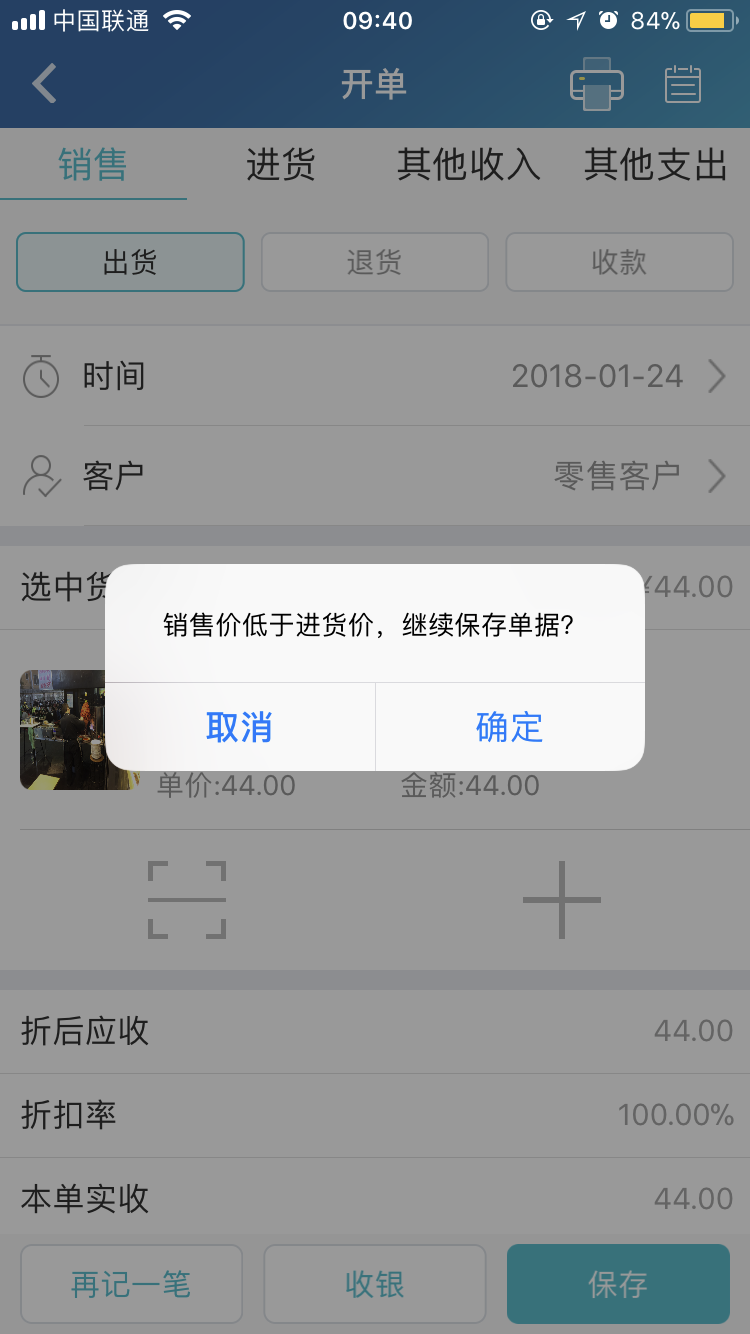 中国联通 09:40 84%
开单
销售 进货 其他收入 其他支出
出货 退货 收款
时间 2018-01-24
客户 零售客户
选中货 ¥44.00
销售价低于进货价，继续保存单据?
取消 确定
单价:44.00 金额:44.00
折后应收 44.00
折扣率 100.00%
本单实收 44.00
再记一笔 收银 保存